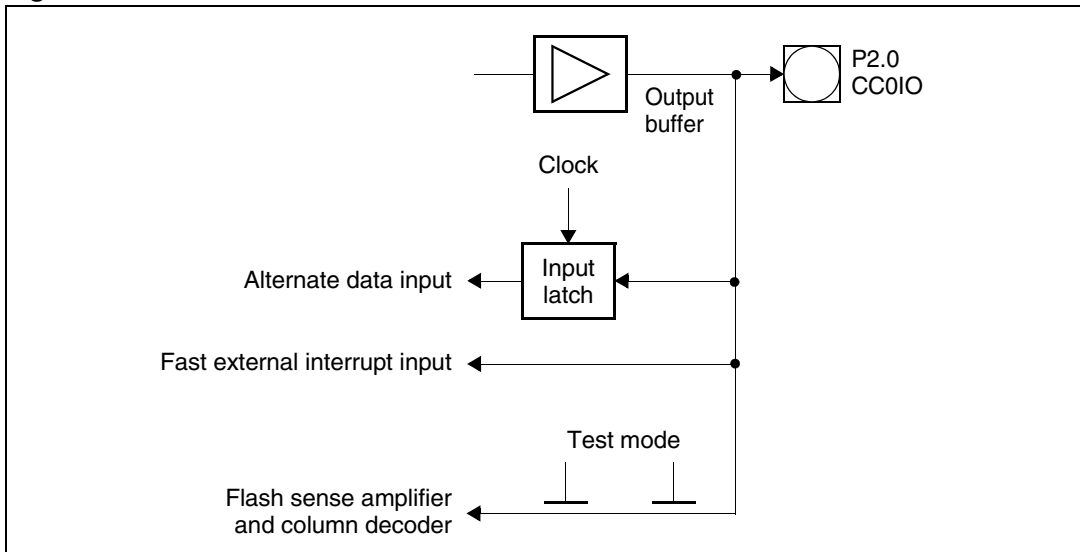 P2.0
CC0IO
Output
buffer
Clock
Input
latch
Alternate data input
Fast external interrupt input
Test mode
Flash sense amplifier
and column decoder